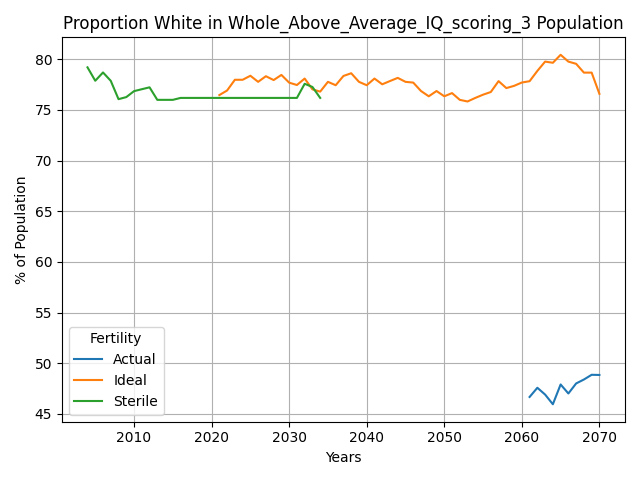 Proportion White in Whole_Above_Average_IQ_scoring_3 Population
% of Population
80
75
70
65
60
55
50
45
Fertility
Actual
Ideal
Sterile
2010 2020 2030 2040 2050 2060 2070
Years